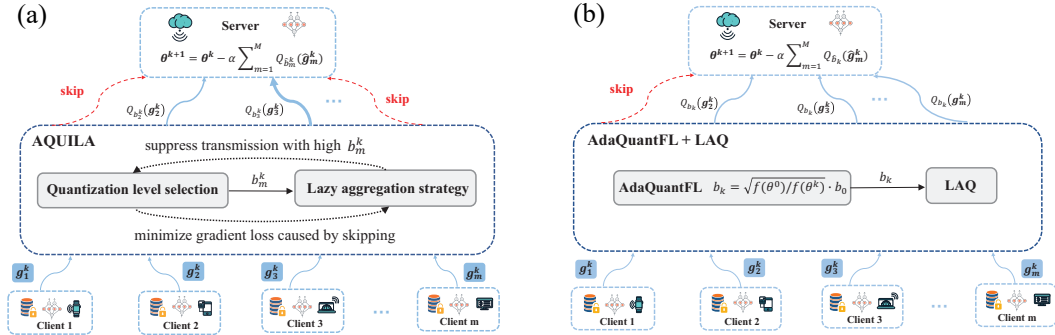 (a)
Server
θ^{k+1} = θ^k − α ∑_{m=1}^{M} Q_{b̂_m^k}(ĝ_m^k)
skip
Q_{b_2^k}(g_2^k)
Q_{b_3^k}(g_3^k)
...
skip
AQUILA
suppress transmission with high b_m^k
Quantization level selection
b_m^k
Lazy aggregation strategy
minimize gradient loss caused by skipping
g_1^k
g_2^k
g_3^k
g_m^k
Client 1
Client 2
Client 3
...
Client m
(b)
Server
θ^{k+1} = θ^k − α ∑_{m=1}^{M} Q_{b̂_k}(ĝ_m^k)
skip
Q_{b_k}(g_2^k)
Q_{b_k}(g_3^k)
...
Q_{b_k}(g_m^k)
AdaQuantFL + LAQ
AdaQuantFL b_k = √f(θ^0)/f(θ^k) · b_0
b_k
LAQ
g_1^k
g_2^k
g_3^k
g_m^k
Client 1
Client 2
Client 3
...
Client m